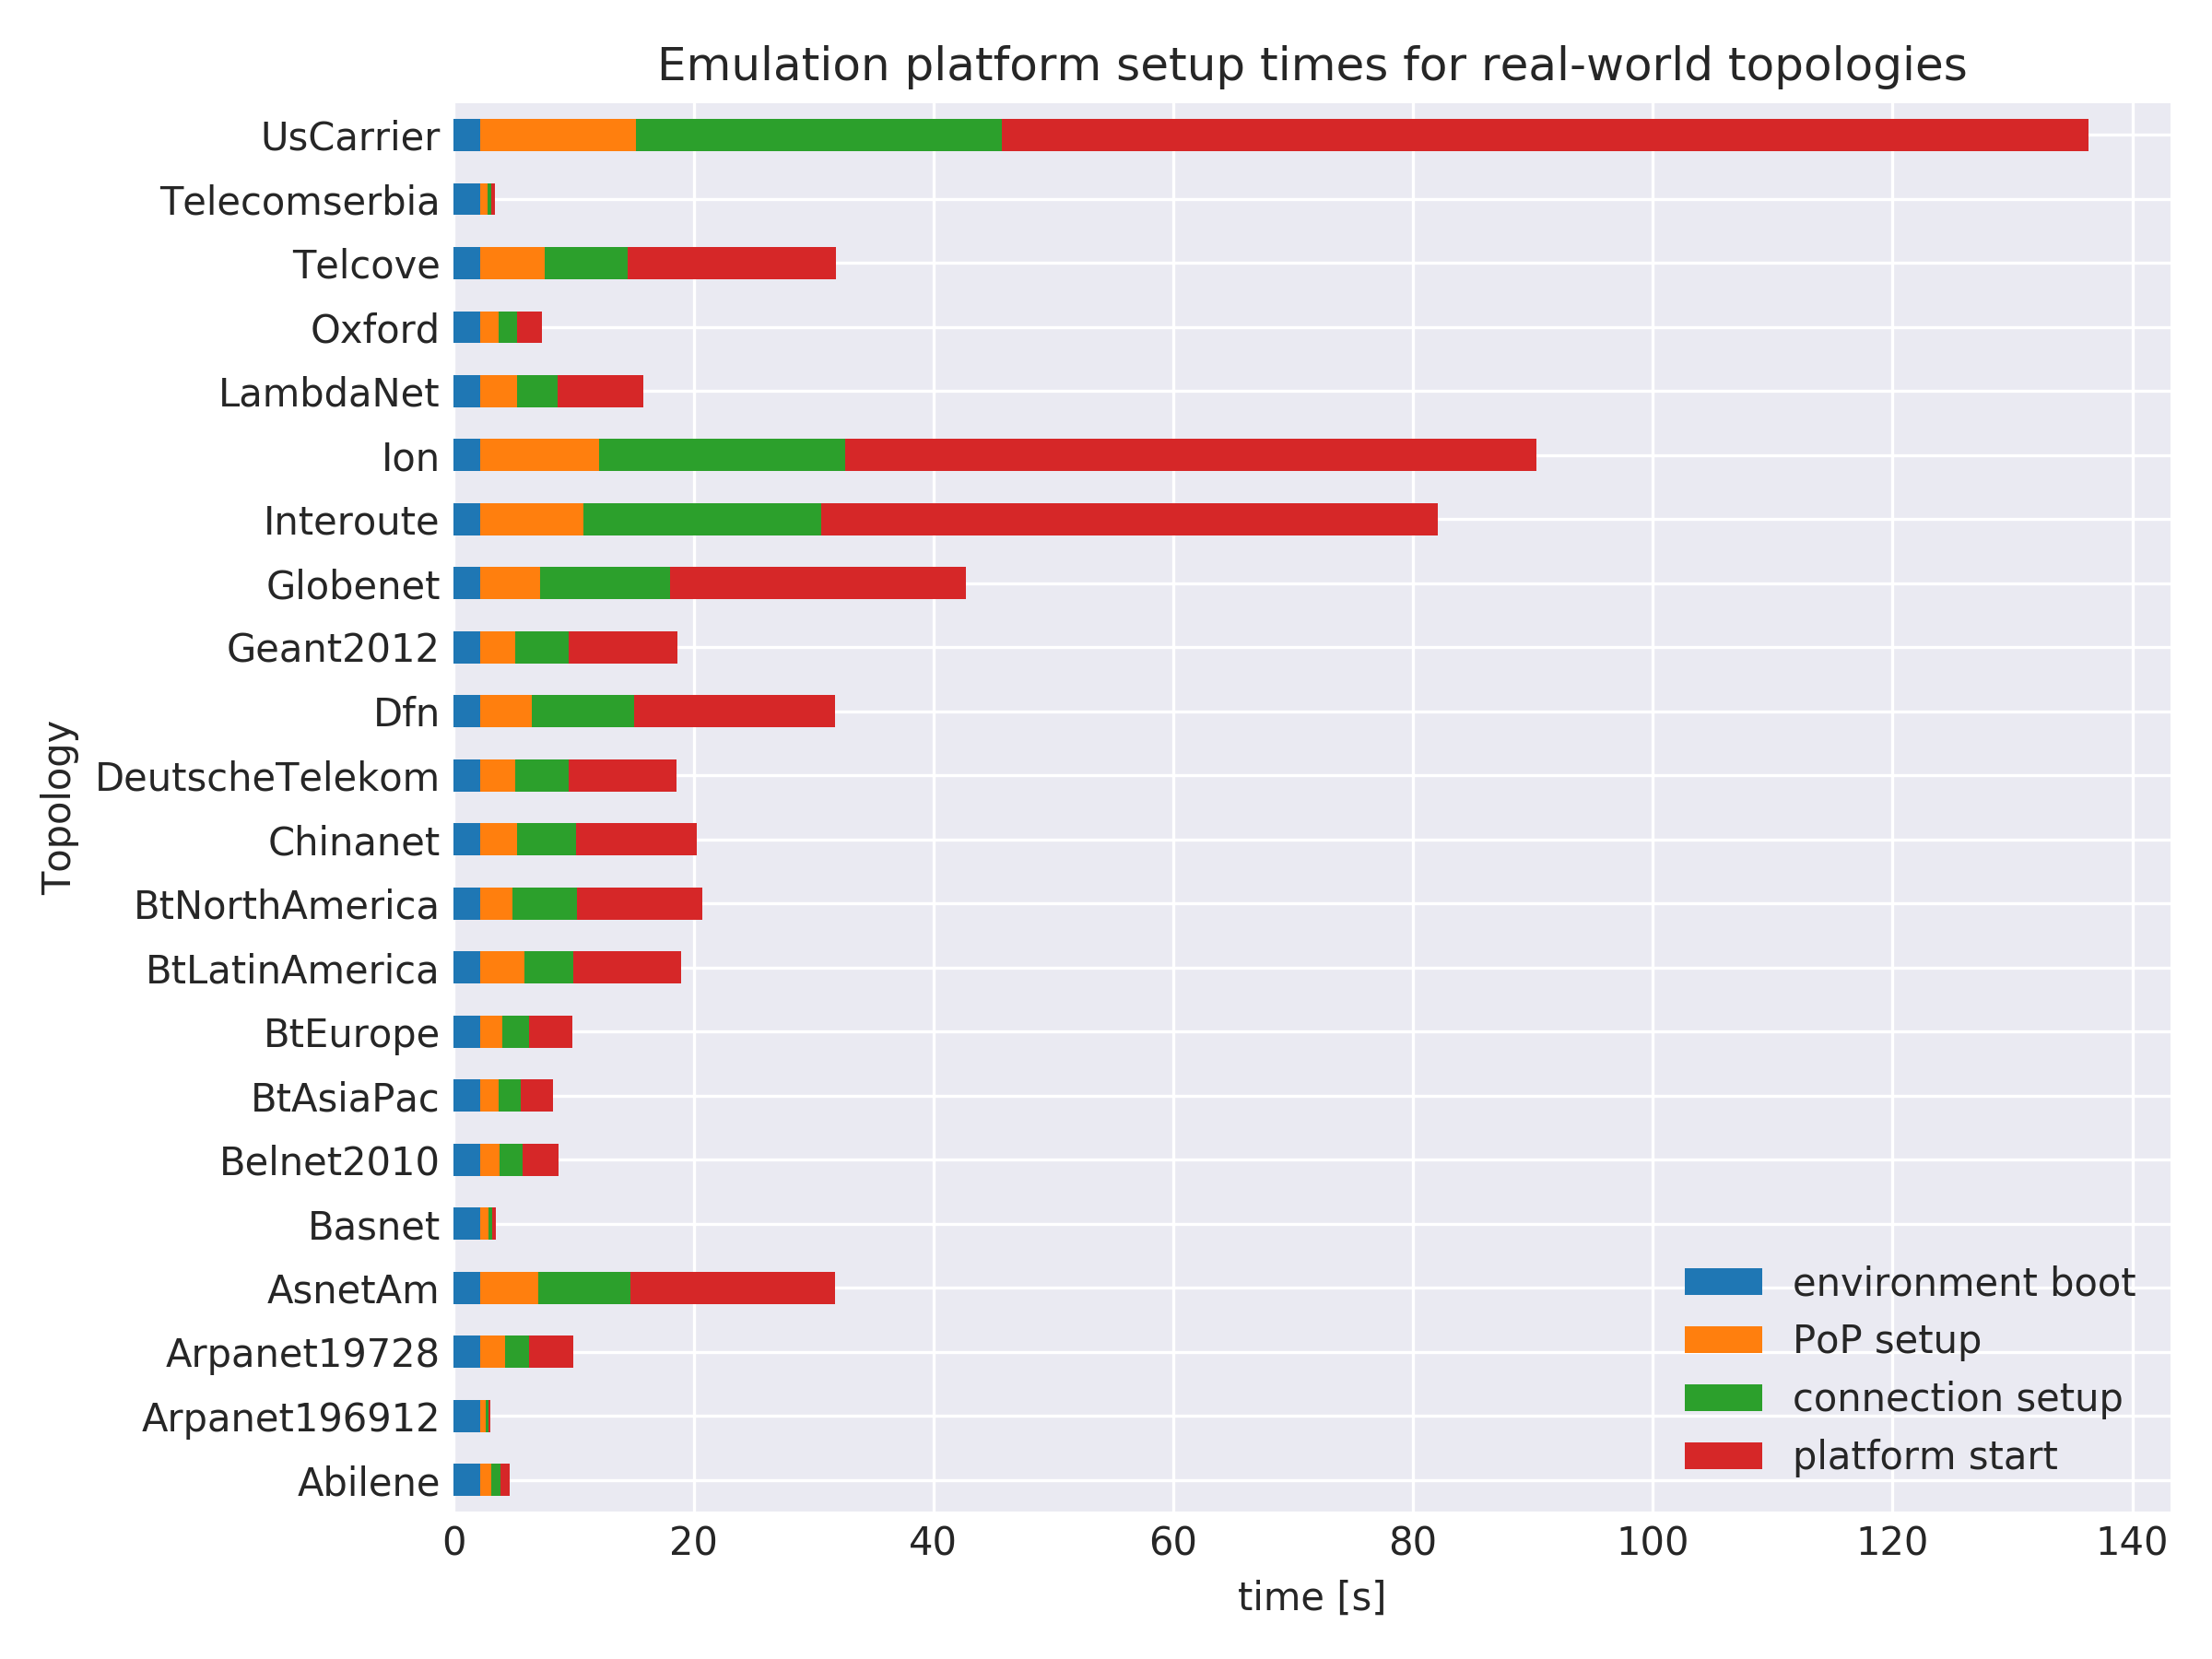 Emulation platform setup times for real-world topologies
UsCarrier
Telecomserbia
Telcove
Oxford
LambdaNet
Ion
Interoute
Globenet
Geant2012
Dfn
DeutscheTelekom
Chinanet
BtNorthAmerica
BtLatinAmerica
BtEurope
BtAsiaPac
Belnet2010
Basnet
AsnetAm
Arpanet19728
Arpanet196912
Abilene
Topology
environment boot
PoP setup
connection setup
platform start
0 20 40 60 80 100 120 140
time [s]